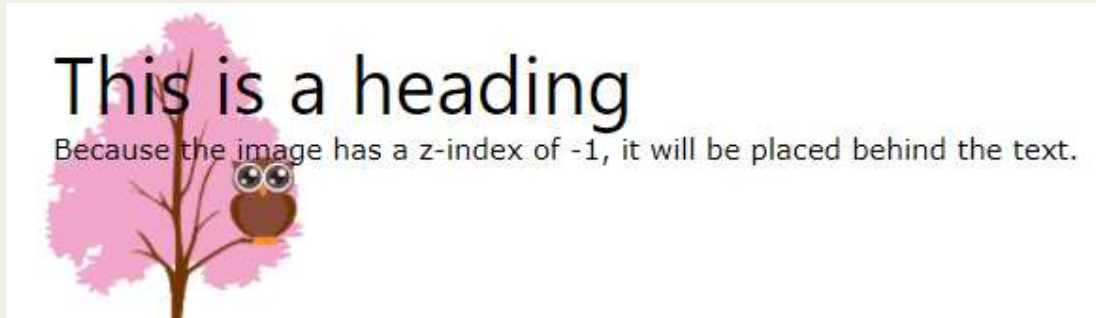 This is a heading
Because the image has a z-index of -1, it will be placed behind the text.